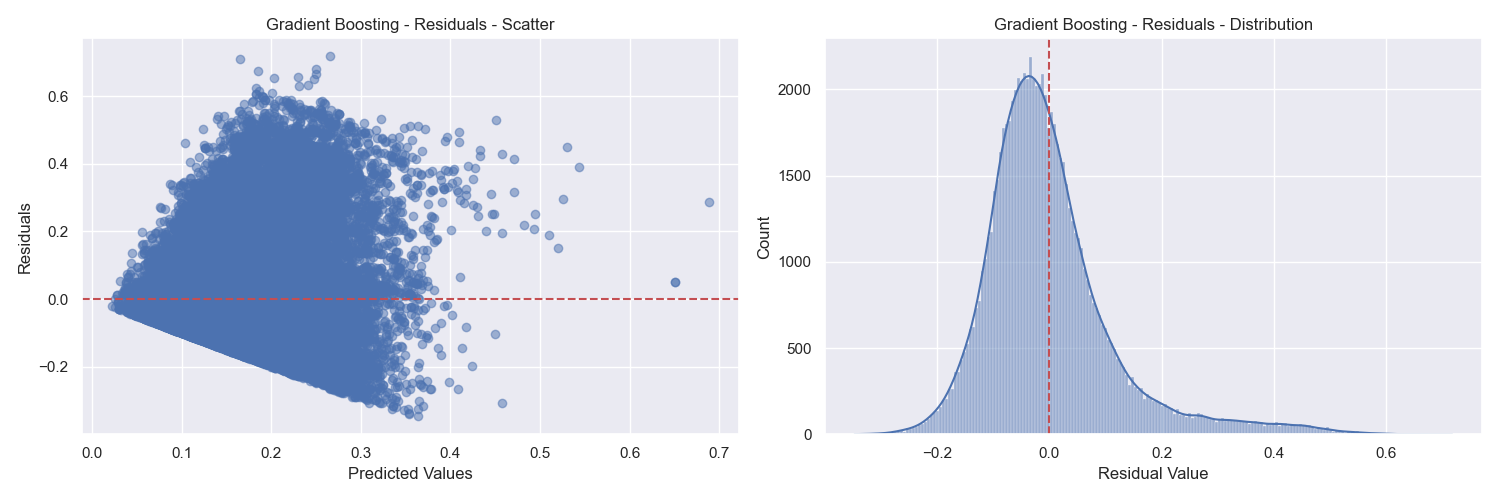 Gradient Boosting - Residuals - Scatter
Residuals
0.6
0.4
0.2
0.0
−0.2
0.0 0.1 0.2 0.3 0.4 0.5 0.6 0.7
Predicted Values
Gradient Boosting - Residuals - Distribution
Count
2000
1500
1000
500
0
−0.2 0.0 0.2 0.4 0.6
Residual Value